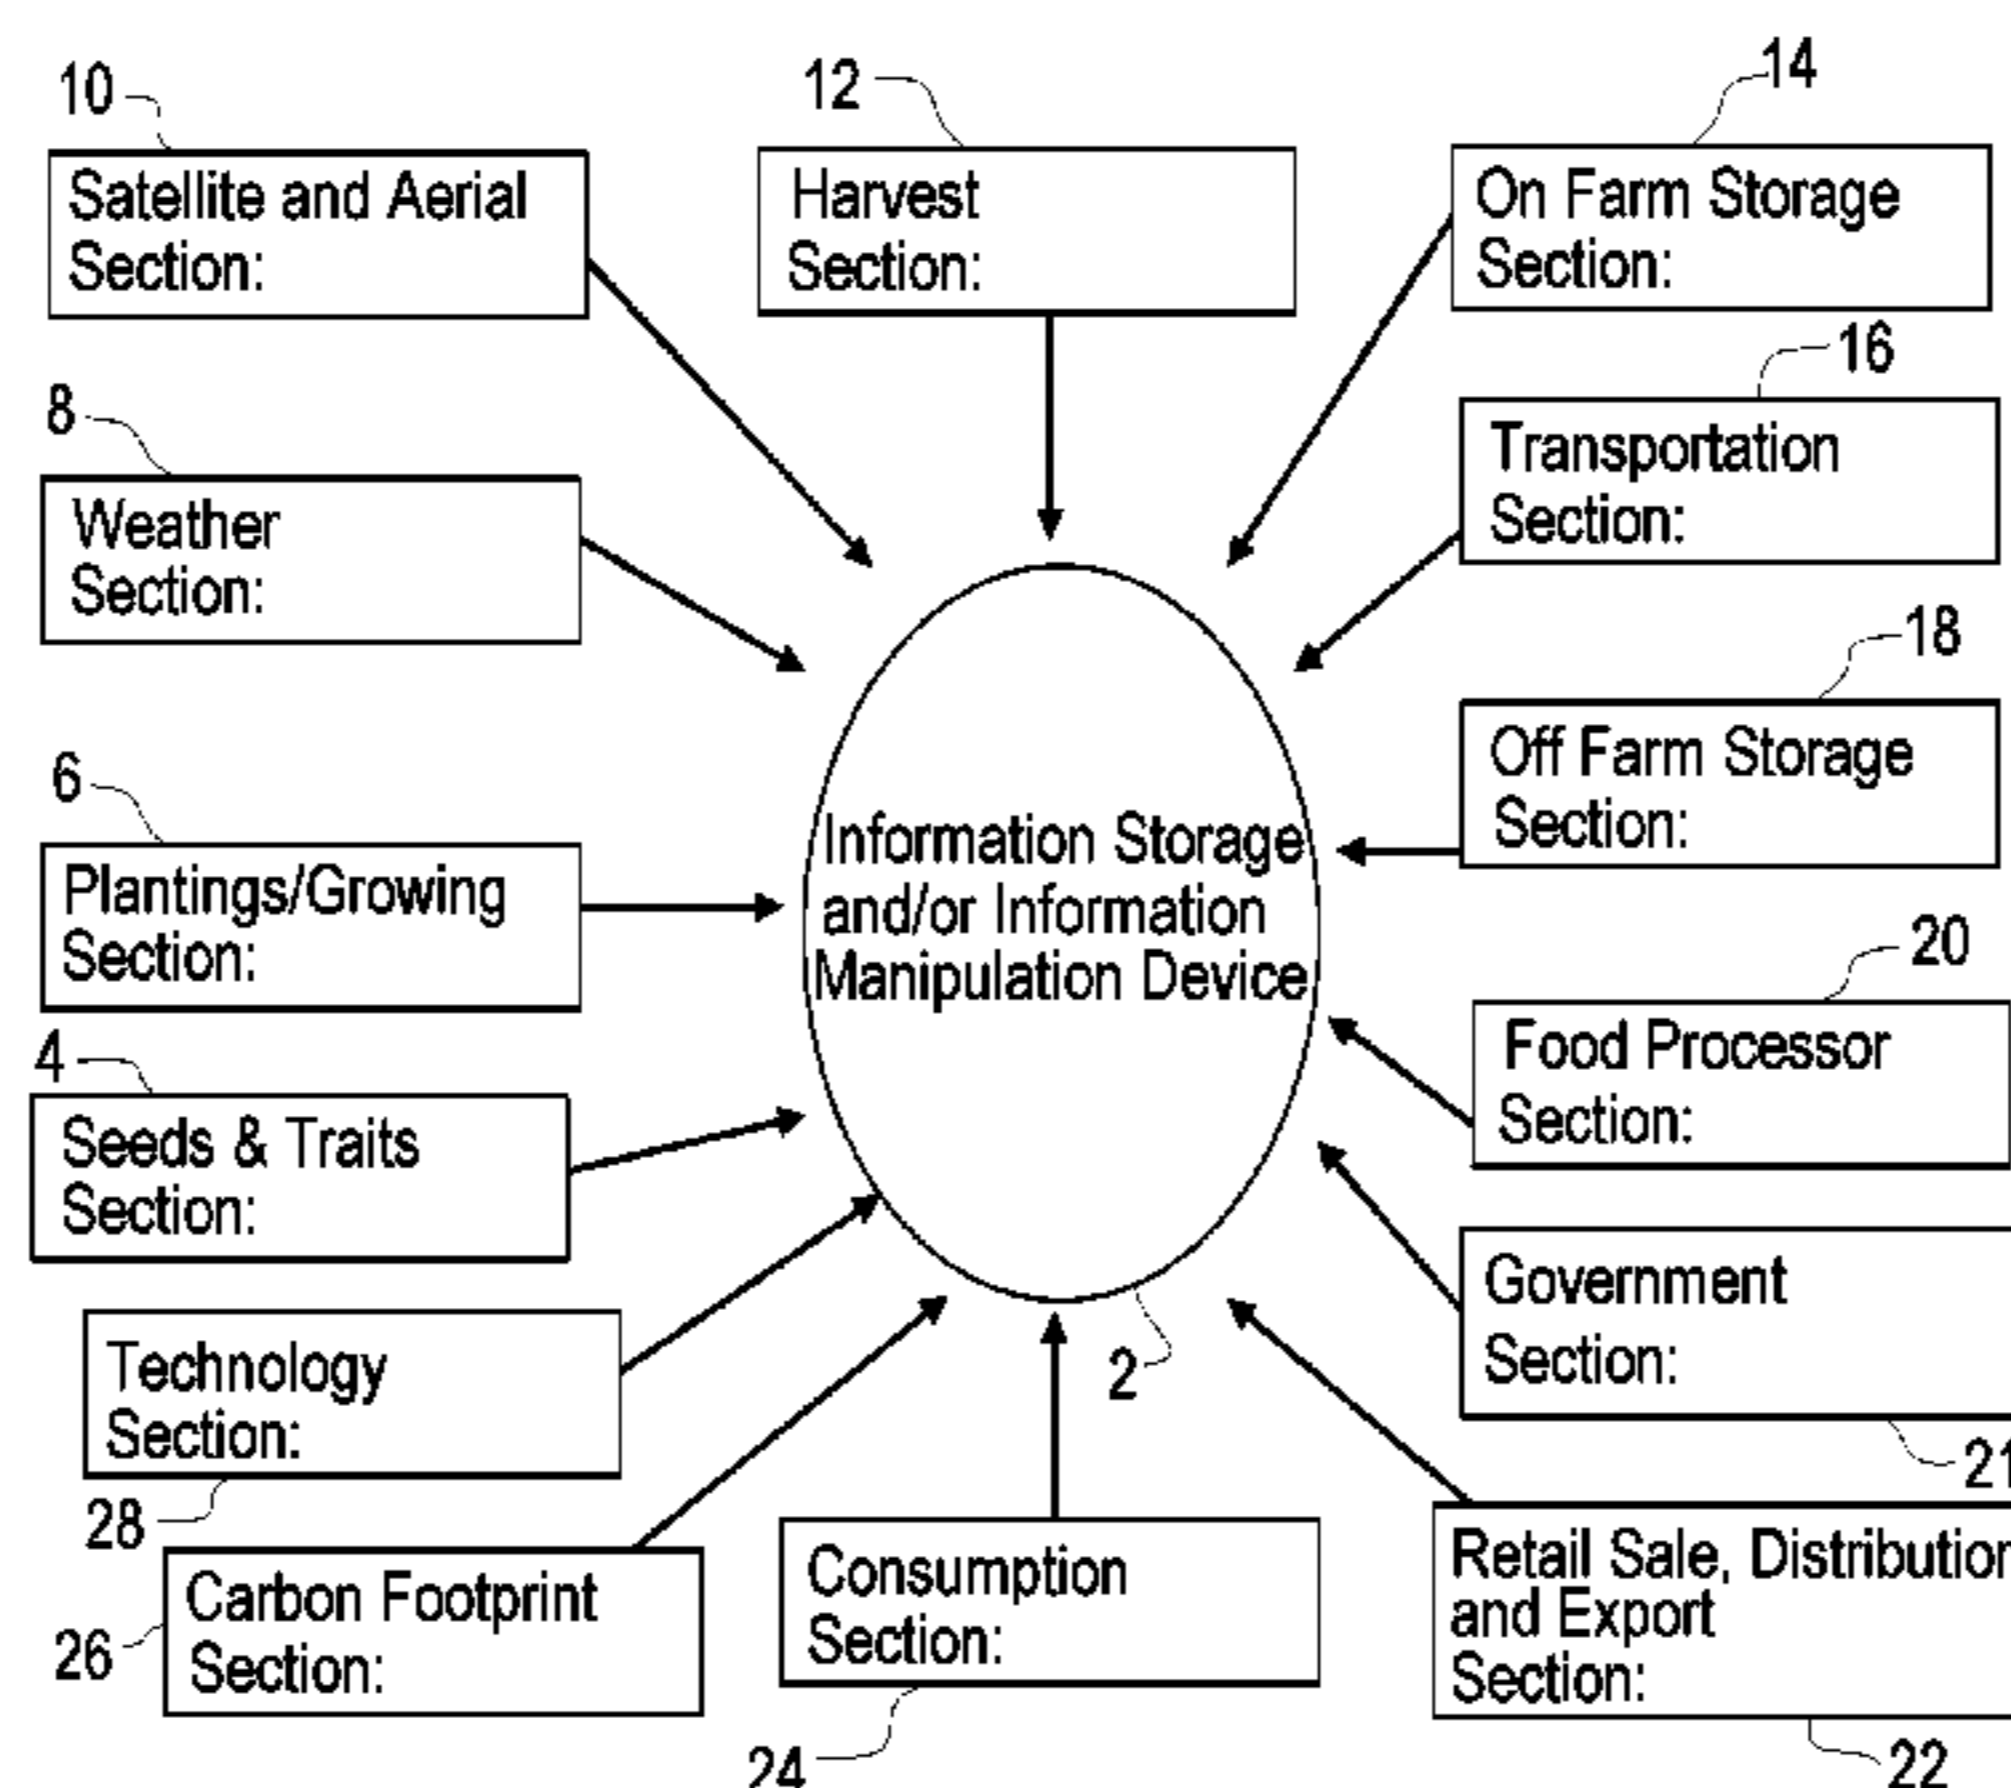 10
12
14
Satellite and Aerial
Section:
Harvest
Section:
On Farm Storage
Section:
16
8
Transportation
Section:
Weather
Section:
18
Off Farm Storage
Section:
6
Plantings/Growing
Section:
Information Storage
and/or Information
Manipulation Device
20
Food Processor
Section:
4
Seeds & Traits
Section:
Government
Section:
21
Technology
Section:
28
2
Carbon Footprint
Section:
26
Consumption
Section:
24
Retail Sale, Distribution
and Export
Section:
22